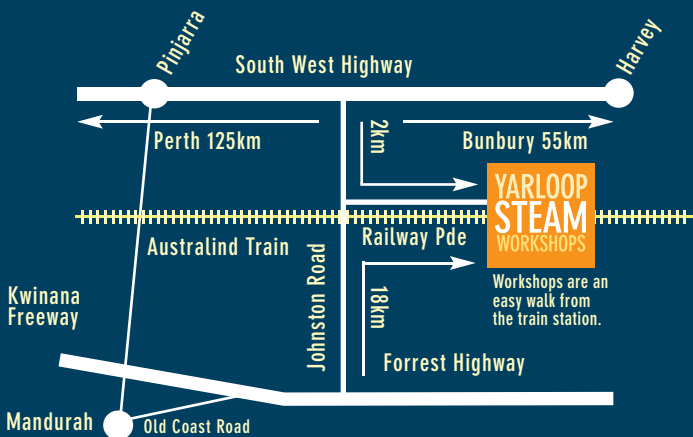 Pinjarra
Harvey
South West Highway
Perth 125km
2km
Bunbury 55km
YARLOOP
STEAM
WORKSHOPS
Australind Train
Railway Pde
Johnston Road
18km
Workshops are an
easy walk from
the train station.
Kwinana
Freeway
Forrest Highway
Mandurah
Old Coast Road